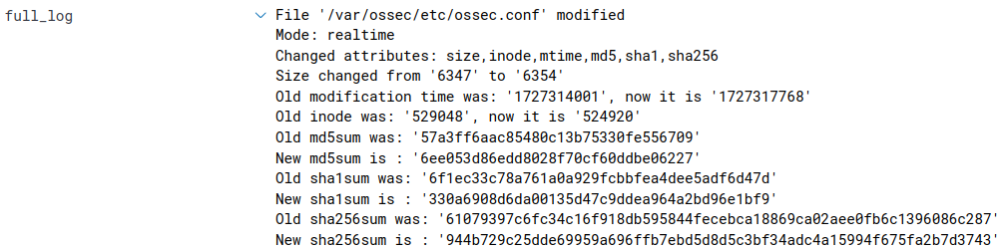 full_log
File '/var/ossec/etc/ossec.conf' modified
Mode: realtime
Changed attributes: size,inode,mtime,md5,sha1,sha256
Size changed from '6347' to '6354'
Old modification time was: '1727314001', now it is '1727317768'
Old inode was: '529048', now it is '524920'
Old md5sum was: '57a3ff6aac85480c13b75330fe556709'
New md5sum is : '6ee053d86edd8028f70cf60ddbe06227'
Old sha1sum was: '6f1ec33c78a761a0a929fcbbfea4dee5adf6d47d'
New sha1sum is : '330a6908d6da00135d47c9ddea964a2bd96e1bf9'
Old sha256sum was: '61079397c6fc34c16f918db595844fecebca18869ca02aee0fb6c1396086c287'
New sha256sum is : '944b729c25dde69959a696ffb7ebd5d8d5c3bf34adc4a15994f675fa2b7d3743'